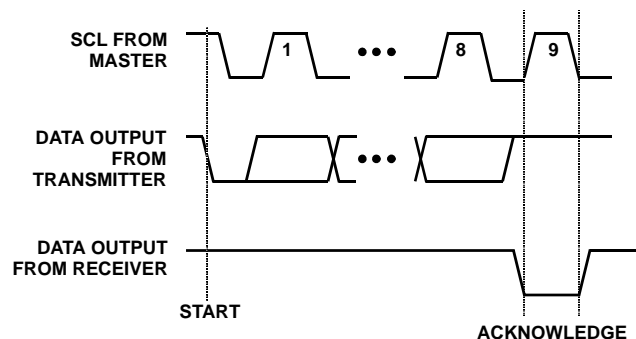 SCL FROM
MASTER
1
8
9
DATA OUTPUT
FROM
TRANSMITTER
DATA OUTPUT
FROM RECEIVER
START
ACKNOWLEDGE